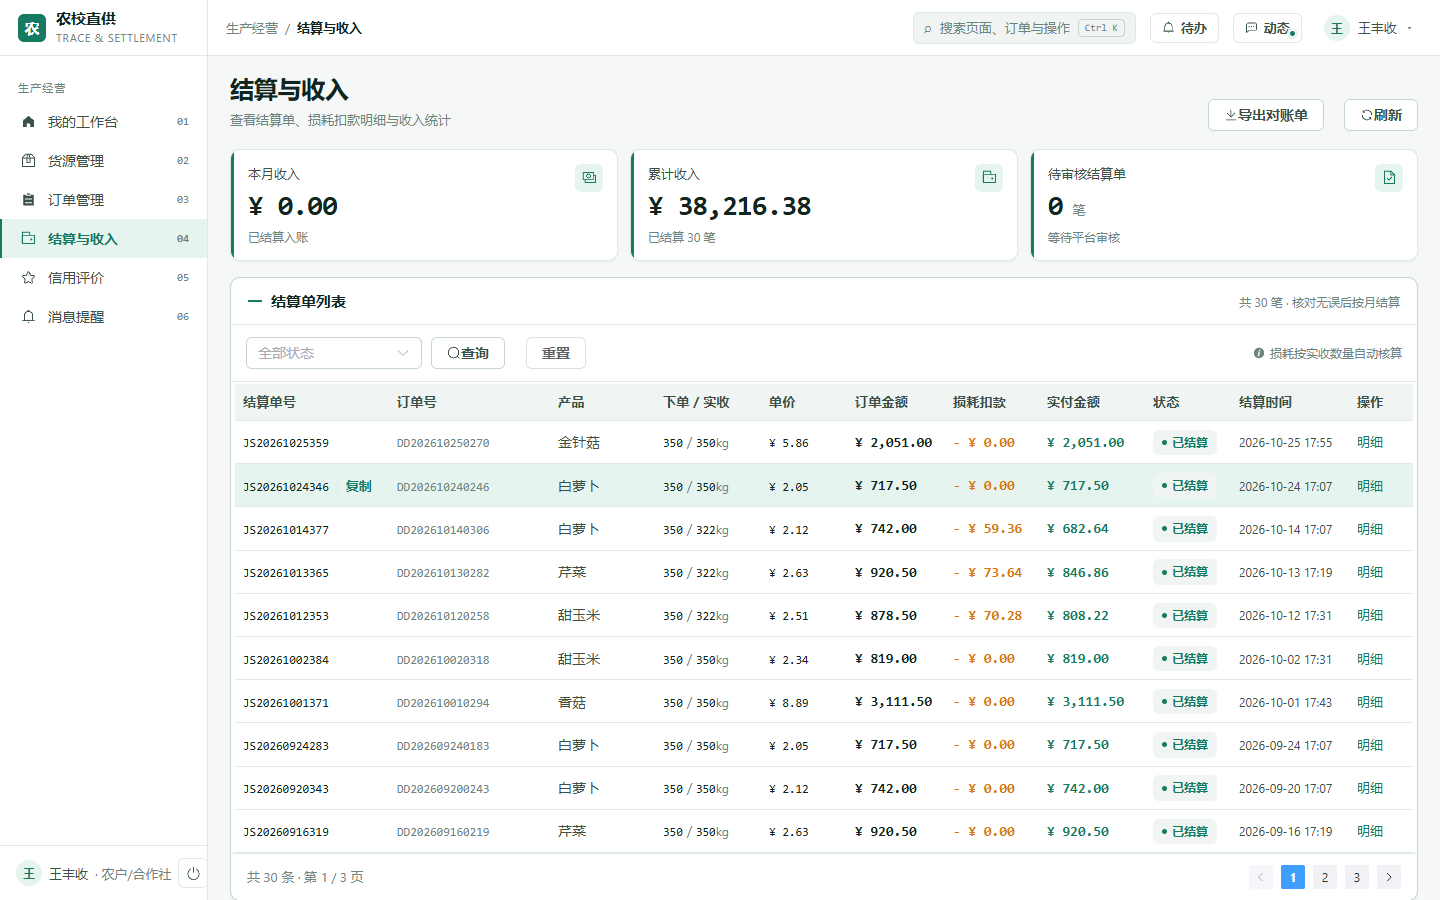 农
农校直供
TRACE & SETTLEMENT
生产经营 / 结算与收入
搜索页面、订单与操作 Ctrl K
待办
动态
王 王丰收
生产经营
我的工作台 01
货源管理 02
订单管理 03
结算与收入 04
信用评价 05
消息提醒 06
结算与收入
查看结算单、损耗扣款明细与收入统计
导出对账单
刷新
本月收入
¥ 0.00
已结算入账
累计收入
¥ 38,216.38
已结算 30 笔
待审核结算单
0 笔
等待平台审核
结算单列表
共 30 笔 · 核对无误后按月结算
全部状态 查询 重置
损耗按实收数量自动核算
结算单号 订单号 产品 下单 / 实收 单价 订单金额 损耗扣款 实付金额 状态 结算时间 操作
JS20261025359 DD202610250270 金针菇 350 / 350kg ¥ 5.86 ¥ 2,051.00 - ¥ 0.00 ¥ 2,051.00 已结算 2026-10-25 17:55 明细
JS20261024346 复制 DD202610240246 白萝卜 350 / 350kg ¥ 2.05 ¥ 717.50 - ¥ 0.00 ¥ 717.50 已结算 2026-10-24 17:07 明细
JS20261014377 DD202610140306 白萝卜 350 / 322kg ¥ 2.12 ¥ 742.00 - ¥ 59.36 ¥ 682.64 已结算 2026-10-14 17:07 明细
JS20261013365 DD202610130282 芹菜 350 / 322kg ¥ 2.63 ¥ 920.50 - ¥ 73.64 ¥ 846.86 已结算 2026-10-13 17:19 明细
JS20261012353 DD202610120258 甜玉米 350 / 322kg ¥ 2.51 ¥ 878.50 - ¥ 70.28 ¥ 808.22 已结算 2026-10-12 17:31 明细
JS20261002384 DD202610020318 甜玉米 350 / 350kg ¥ 2.34 ¥ 819.00 - ¥ 0.00 ¥ 819.00 已结算 2026-10-02 17:31 明细
JS20261001371 DD202610010294 香菇 350 / 350kg ¥ 8.89 ¥ 3,111.50 - ¥ 0.00 ¥ 3,111.50 已结算 2026-10-01 17:43 明细
JS20260924283 DD202609240183 白萝卜 350 / 350kg ¥ 2.05 ¥ 717.50 - ¥ 0.00 ¥ 717.50 已结算 2026-09-24 17:07 明细
JS20260920343 DD202609200243 白萝卜 350 / 350kg ¥ 2.12 ¥ 742.00 - ¥ 0.00 ¥ 742.00 已结算 2026-09-20 17:07 明细
JS20260916319 DD202609160219 芹菜 350 / 350kg ¥ 2.63 ¥ 920.50 - ¥ 0.00 ¥ 920.50 已结算 2026-09-16 17:19 明细
王 王丰收 · 农户/合作社
共 30 条 · 第 1 / 3 页
1 2 3